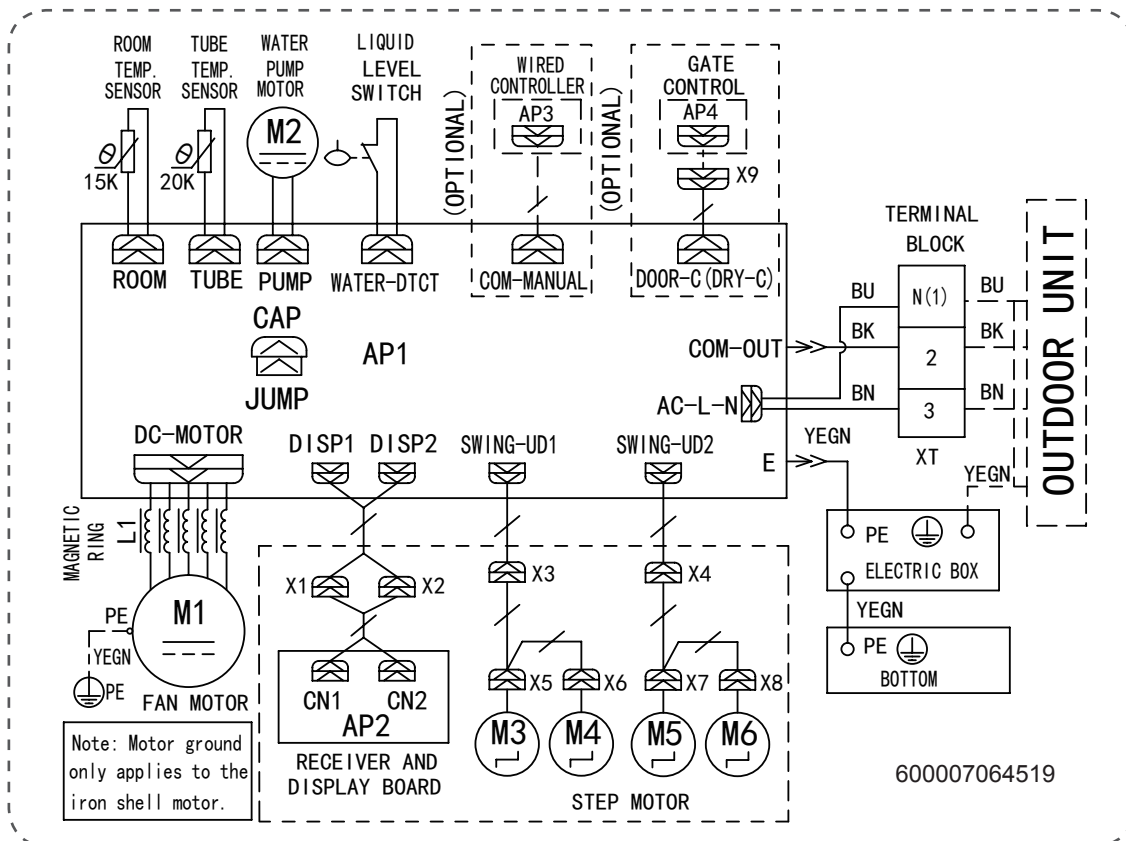 ROOM
TEMP.
SENSOR
TUBE
TEMP.
SENSOR
WATER
PUMP
MOTOR
LIQUID
LEVEL
SWITCH
(OPTIONAL)
WIRED
CONTROLLER
AP3
(OPTIONAL)
GATE
CONTROL
AP4
X9
θ
15K
θ
20K
M2
ROOM
TUBE
PUMP
WATER-DTCT
COM-MANUAL
DOOR-C(DRY-C)
CAP
JUMP
AP1
COM-OUT
AC-L-N
E
TERMINAL
BLOCK
BU
N(1)
BU
BK
2
BK
BN
3
BN
XT
YEGN
YEGN
OUTDOOR UNIT
DC-MOTOR
DISP1
DISP2
SWING-UD1
SWING-UD2
MAGNETIC
RING
L1
M1
PE
YEGN
PE
FAN MOTOR
X1
X2
X3
X4
CN1
CN2
AP2
RECEIVER AND
DISPLAY BOARD
X5
X6
X7
X8
M3
M4
M5
M6
STEP MOTOR
PE
ELECTRIC BOX
YEGN
PE
BOTTOM
Note: Motor ground
only applies to the
iron shell motor.
600007064519